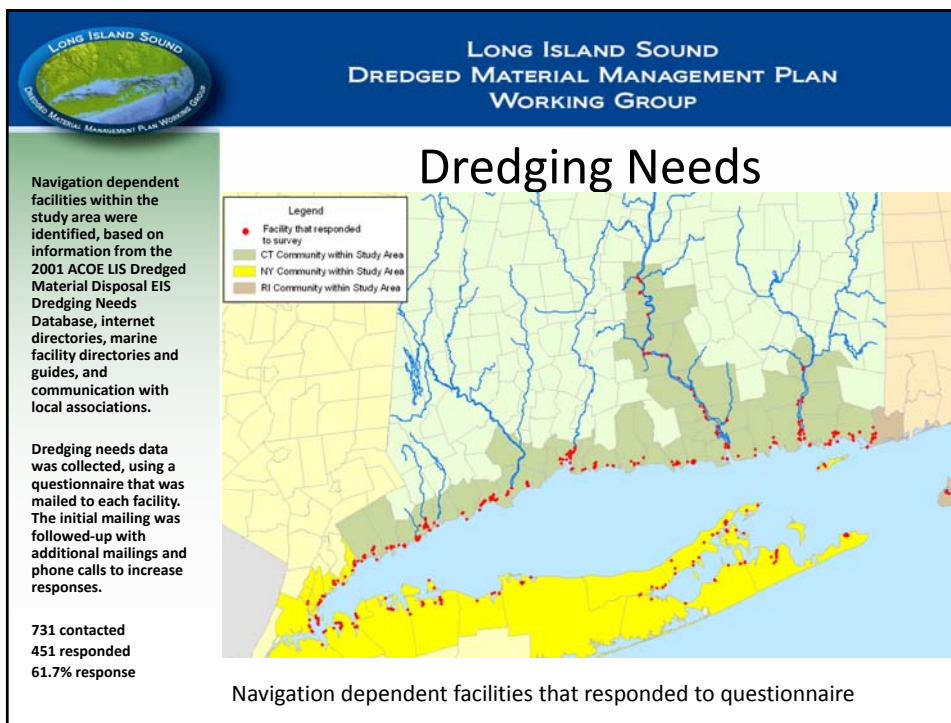 LONG ISLAND SOUND
DREDGED MATERIAL MANAGEMENT PLAN WORKING GROUP
LONG ISLAND SOUND
DREDGED MATERIAL MANAGEMENT PLAN
WORKING GROUP
Dredging Needs
Navigation dependent
facilities within the
study area were
identified, based on
information from the
2001 ACOE LIS Dredged
Material Disposal EIS
Dredging Needs
Database, internet
directories, marine
facility directories and
guides, and
communication with
local associations.
Dredging needs data
was collected, using a
questionnaire that was
mailed to each facility.
The initial mailing was
followed-up with
additional mailings and
phone calls to increase
responses.
731 contacted
451 responded
61.7% response
Legend
Facility that responded
to survey
CT Community within Study Area
NY Community within Study Area
RI Community within Study Area
Navigation dependent facilities that responded to questionnaire